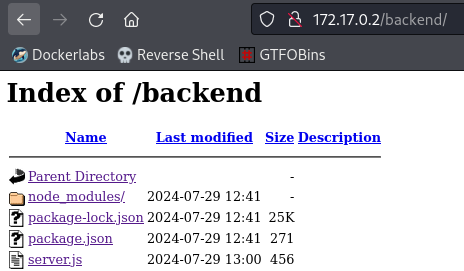 172.17.0.2/backend/
Dockerlabs Reverse Shell GTFOBins
Index of /backend
Name Last modified Size Description
Parent Directory -
node_modules/ 2024-07-29 12:41 -
package-lock.json 2024-07-29 12:41 25K
package.json 2024-07-29 12:41 271
server.js 2024-07-29 13:00 456